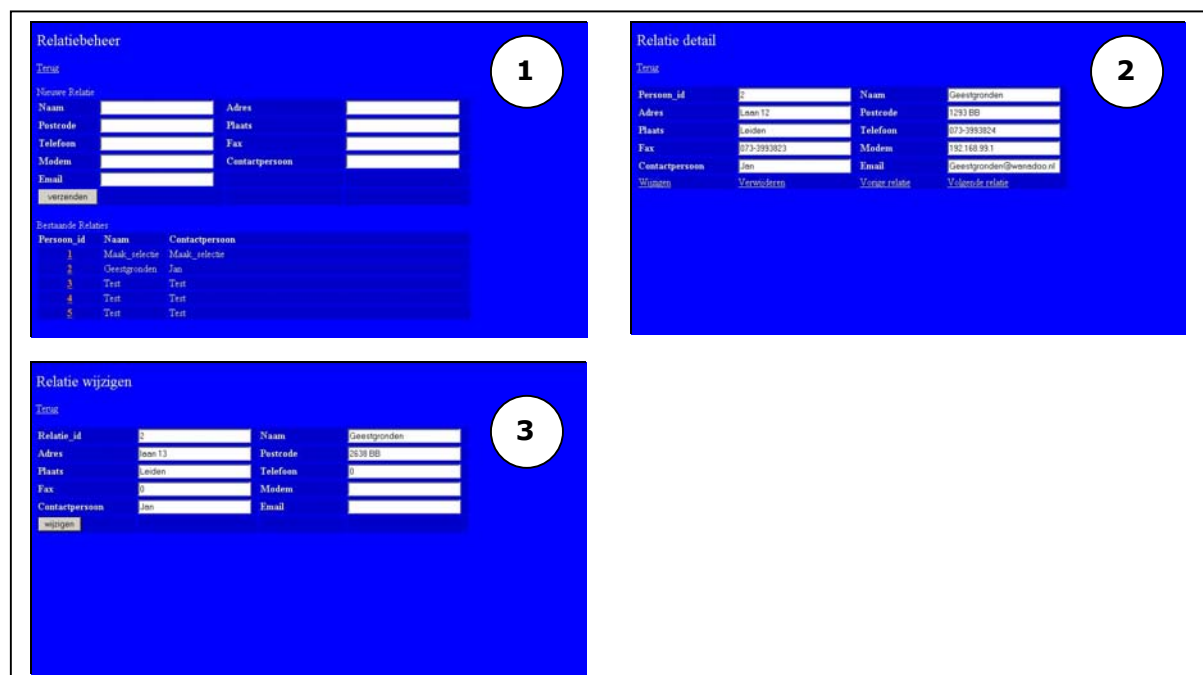 Relatiebeheer
1
Terug
Nieuwe Relatie
Naam Adres
Postcode Plaats
Telefoon Fax
Modem Contactpersoon
Email
verzenden
Bestaande Relaties
Persoon_id Naam Contactpersoon
1 Maak_selectie Maak_selectie
2 Geestgronden Jan
3 Test Test
4 Test Test
5 Test Test
Relatie detail
2
Terug
Persoon_id 2 Naam Geestgronden
Adres Laan 12 Postcode 1293 BB
Plaats Leiden Telefoon 073-3993824
Fax 073-3993823 Modem 192.168.99.1
Contactpersoon Jan Email Geestgronden@wanadoo.nl
Wijzigen Verwijderen Vorige relatie Volgende relatie
Relatie wijzigen
3
Terug
Relatie_id 2 Naam Geestgronden
Adres laan 13 Postcode 2638 BB
Plaats Leiden Telefoon 0
Fax 0 Modem
Contactpersoon Jan Email
wijzigen